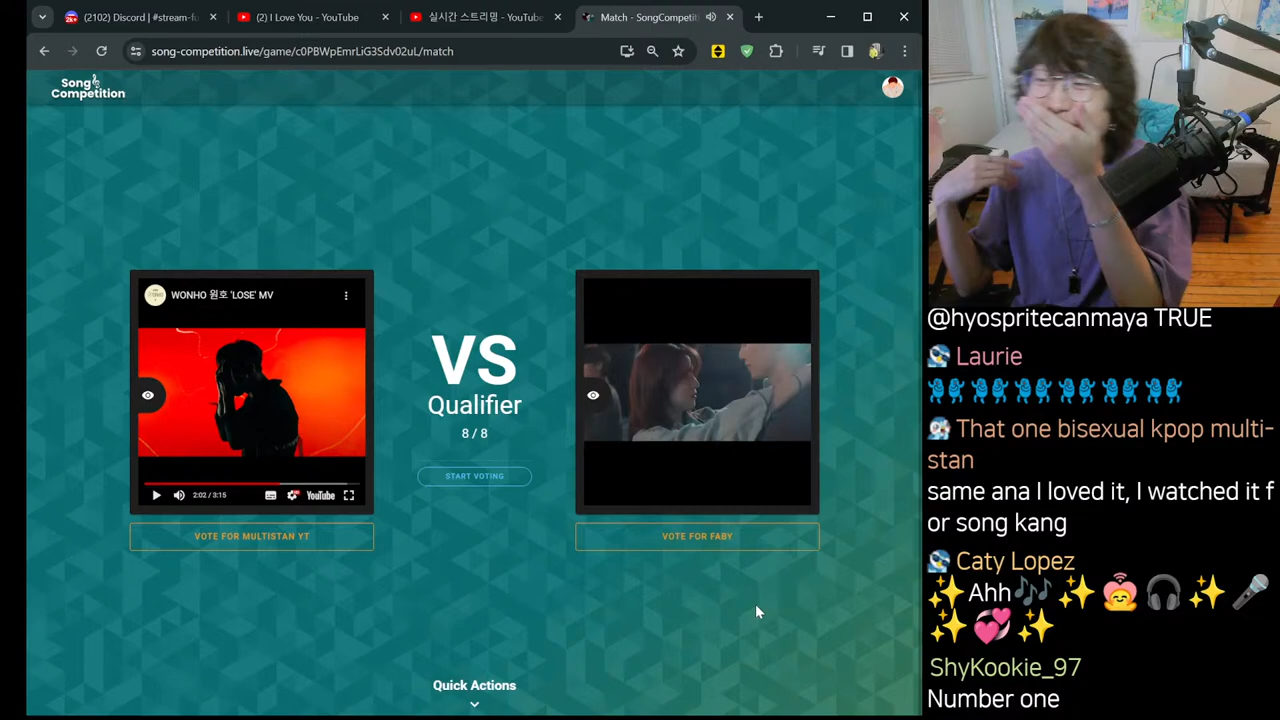 (2102) Discord | #stream-fu
(2) I Love You - YouTube
실시간 스트리밍 - YouTube
Match - SongCompetit
song-competition.live/game/c0PBWpEmrLiG3Sdv02uL/match
Song
Competition
WONHO 원호 'LOSE' MV
2:02 / 3:15
YouTube
VS
Qualifier
8 / 8
START VOTING
VOTE FOR MULTISTAN YT
VOTE FOR FABY
Quick Actions
@hyospritecanmaya TRUE
Laurie
That one bisexual kpop multi-
stan
same ana I loved it, I watched it f
or song kang
Caty Lopez
✨Ahh🎶✨🎧✨🎤
✨💞✨
ShyKookie_97
Number one